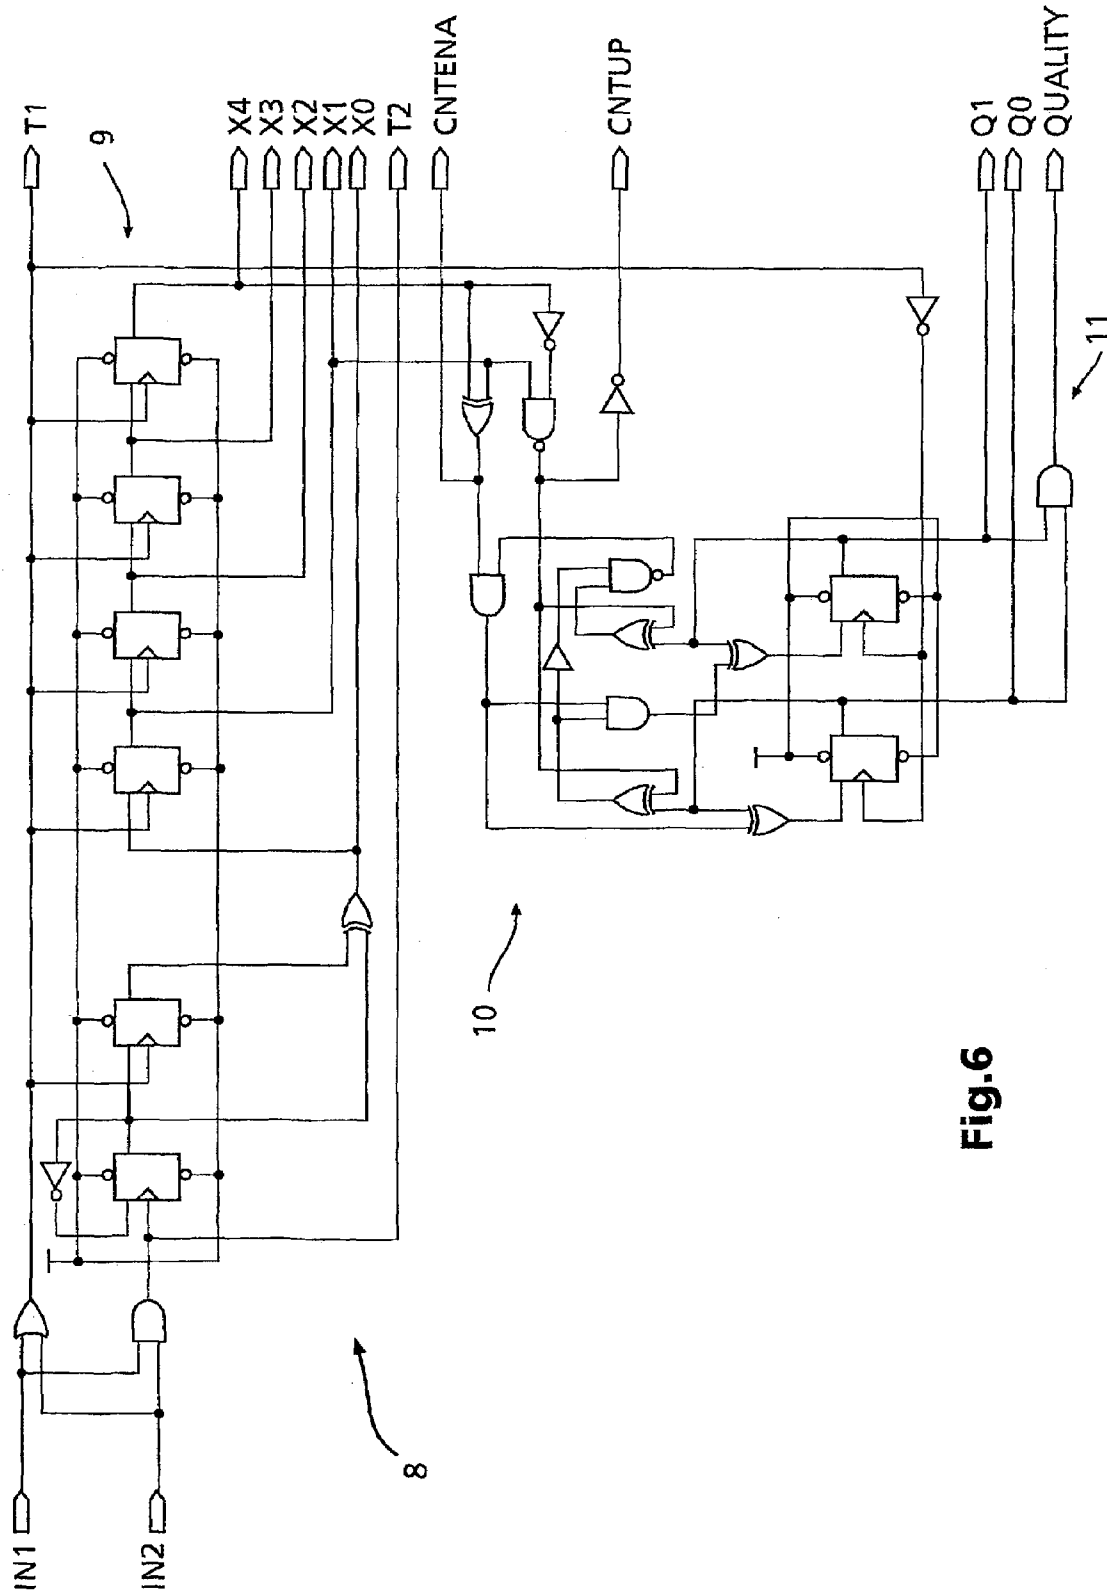 IN1
IN2
T1
X4
X3
X2
X1
X0
T2
CNTENA
CNTUP
Q1
Q0
QUALITY
8
9
10
11
Fig.6